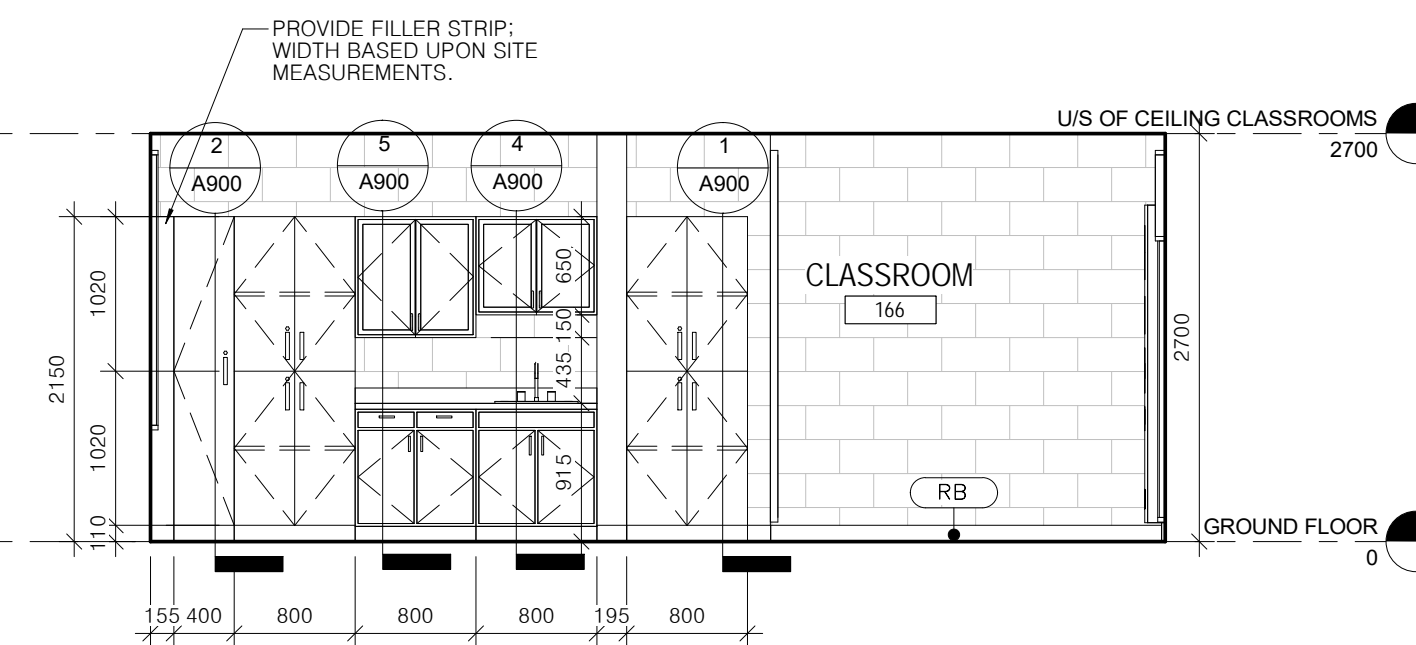 PROVIDE FILLER STRIP;
WIDTH BASED UPON SITE
MEASUREMENTS.
U/S OF CEILING CLASSROOMS
2700
2
A900
5
A900
4
A900
1
A900
CLASSROOM
166
2150
1020
1020
110
650
150
435
915
2700
RB
GROUND FLOOR
0
155 400 800 800 800 195 800